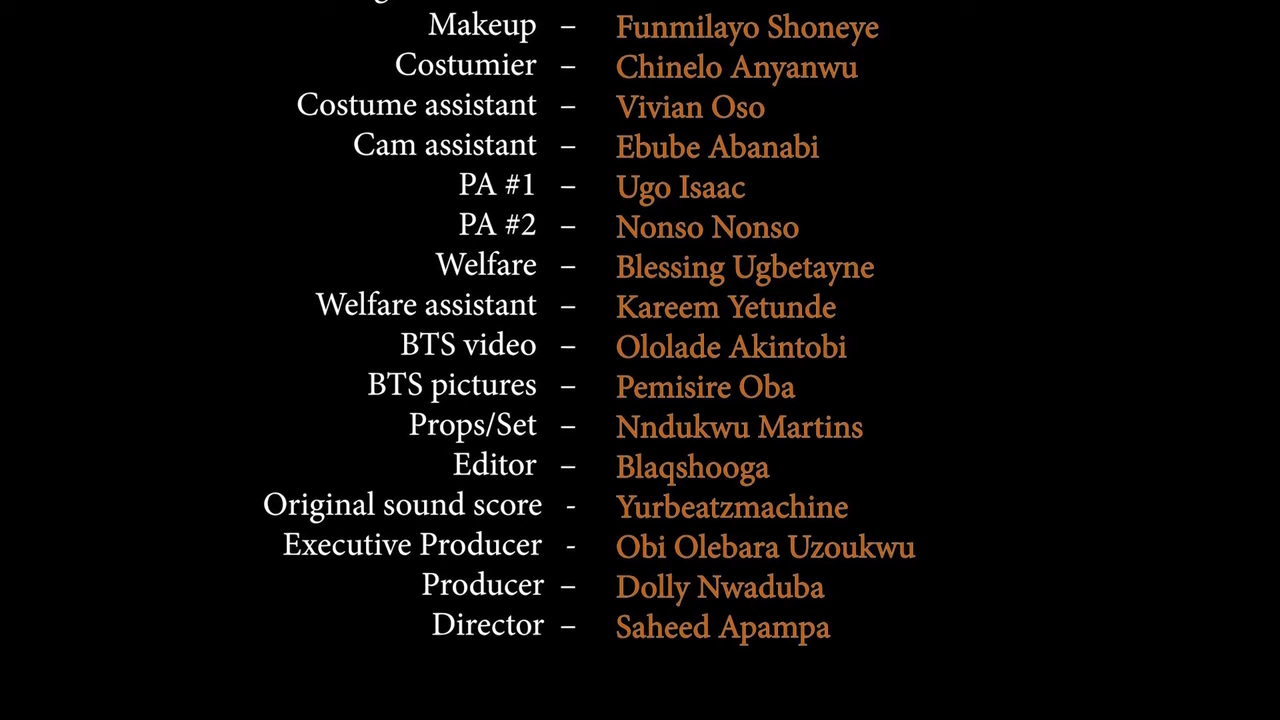 Makeup – Funmilayo Shoneye
Costumier – Chinelo Anyanwu
Costume assistant – Vivian Oso
Cam assistant – Ebube Abanabi
PA #1 – Ugo Isaac
PA #2 – Nonso Nonso
Welfare – Blessing Ugbetayne
Welfare assistant – Kareem Yetunde
BTS video – Ololade Akintobi
BTS pictures – Pemisire Oba
Props/Set – Nndukwu Martins
Editor – Blaqshooga
Original sound score - Yurbeatzmachine
Executive Producer - Obi Olebara Uzoukwu
Producer – Dolly Nwaduba
Director – Saheed Apampa